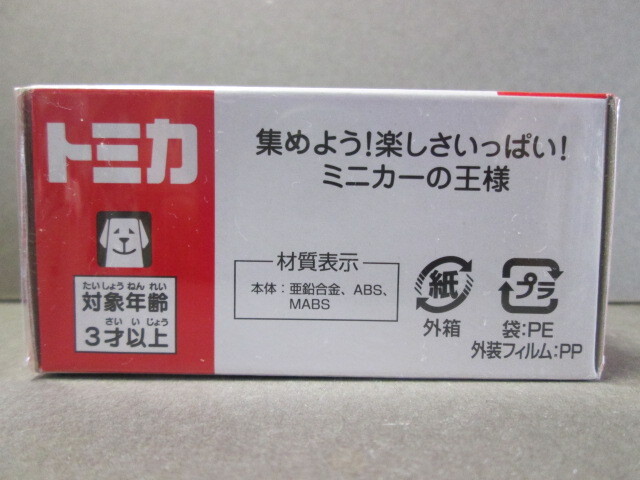 トミカ
たいしょうねんれい
対象年齢
さいいじょう
3才以上
集めよう!楽しさいっぱい!
ミニカーの王様
材質表示
本体:亜鉛合金、ABS、
MABS
紙
外箱
プラ
袋:PE
外装フィルム:PP